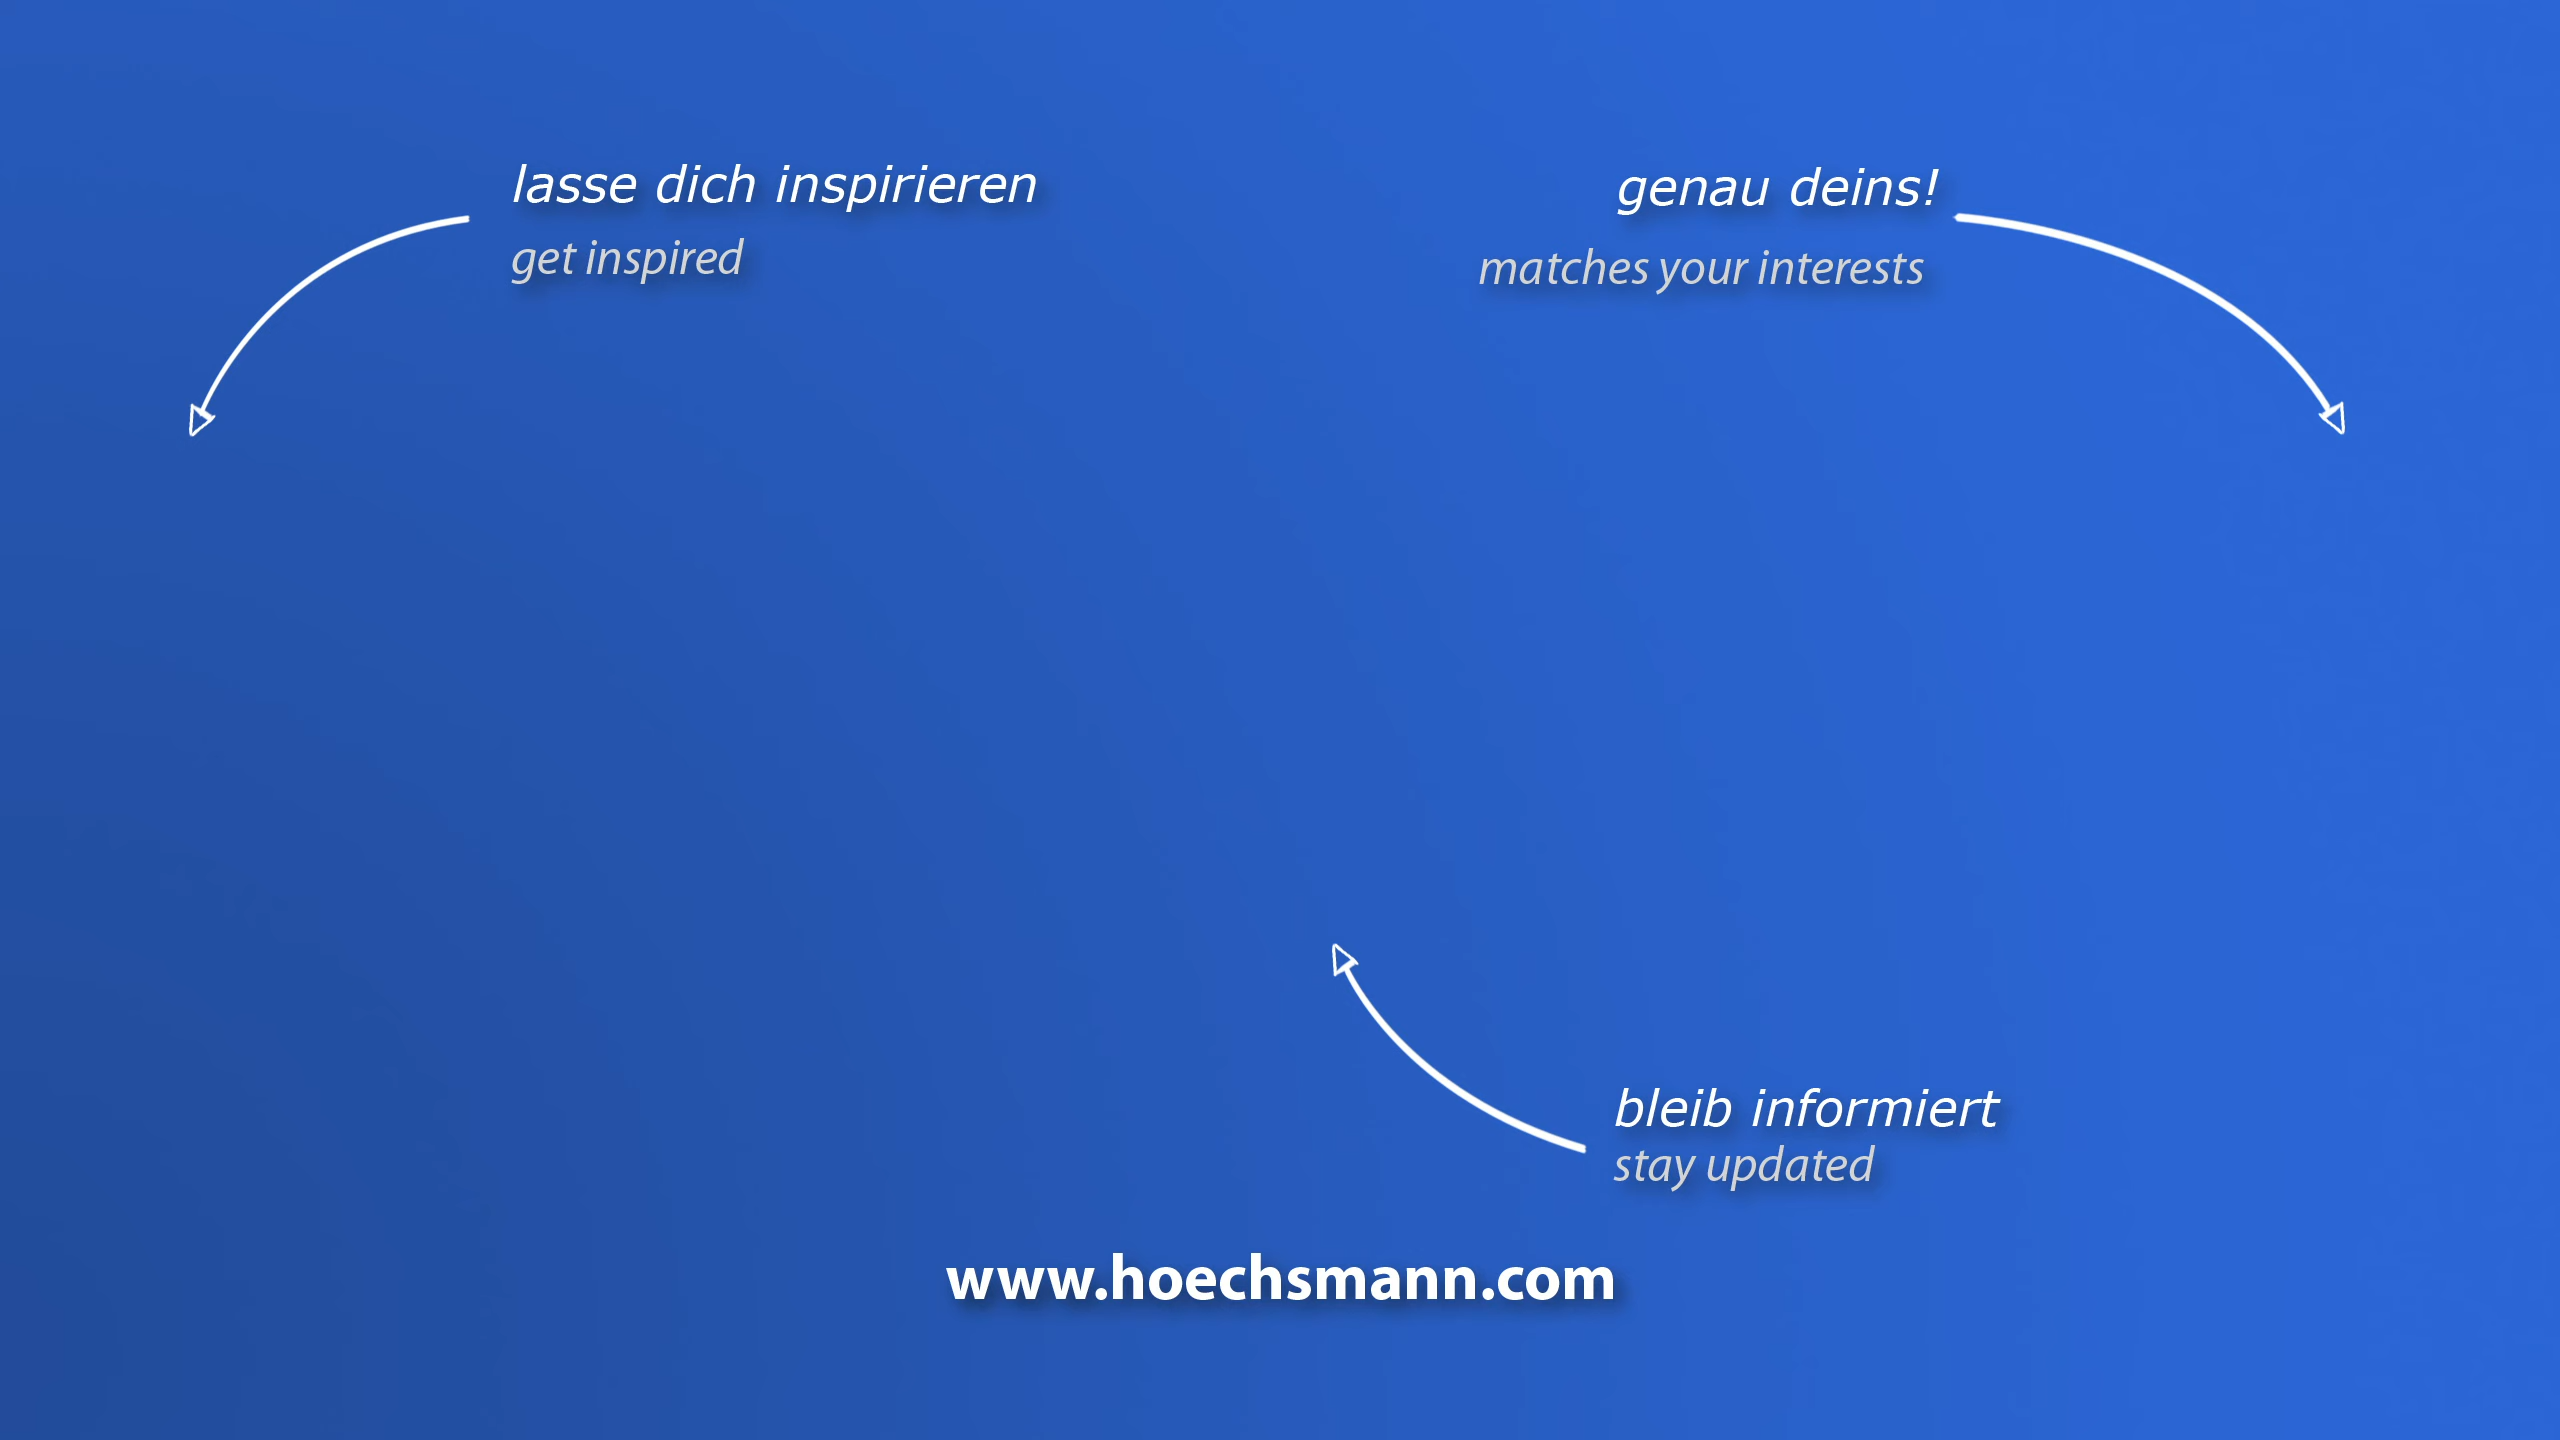 lasse dich inspirieren
get inspired
genau deins!
matches your interests
bleib informiert
stay updated
www.hoechsmann.com